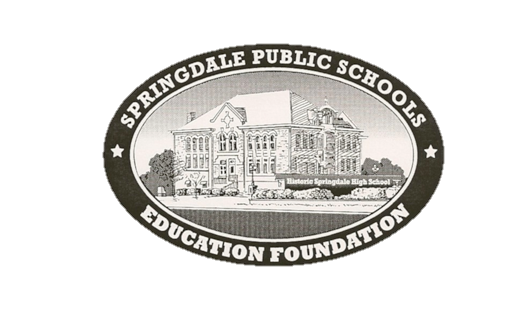 SPRINGDALE PUBLIC SCHOOLS
Historic Springdale High School
EDUCATION FOUNDATION